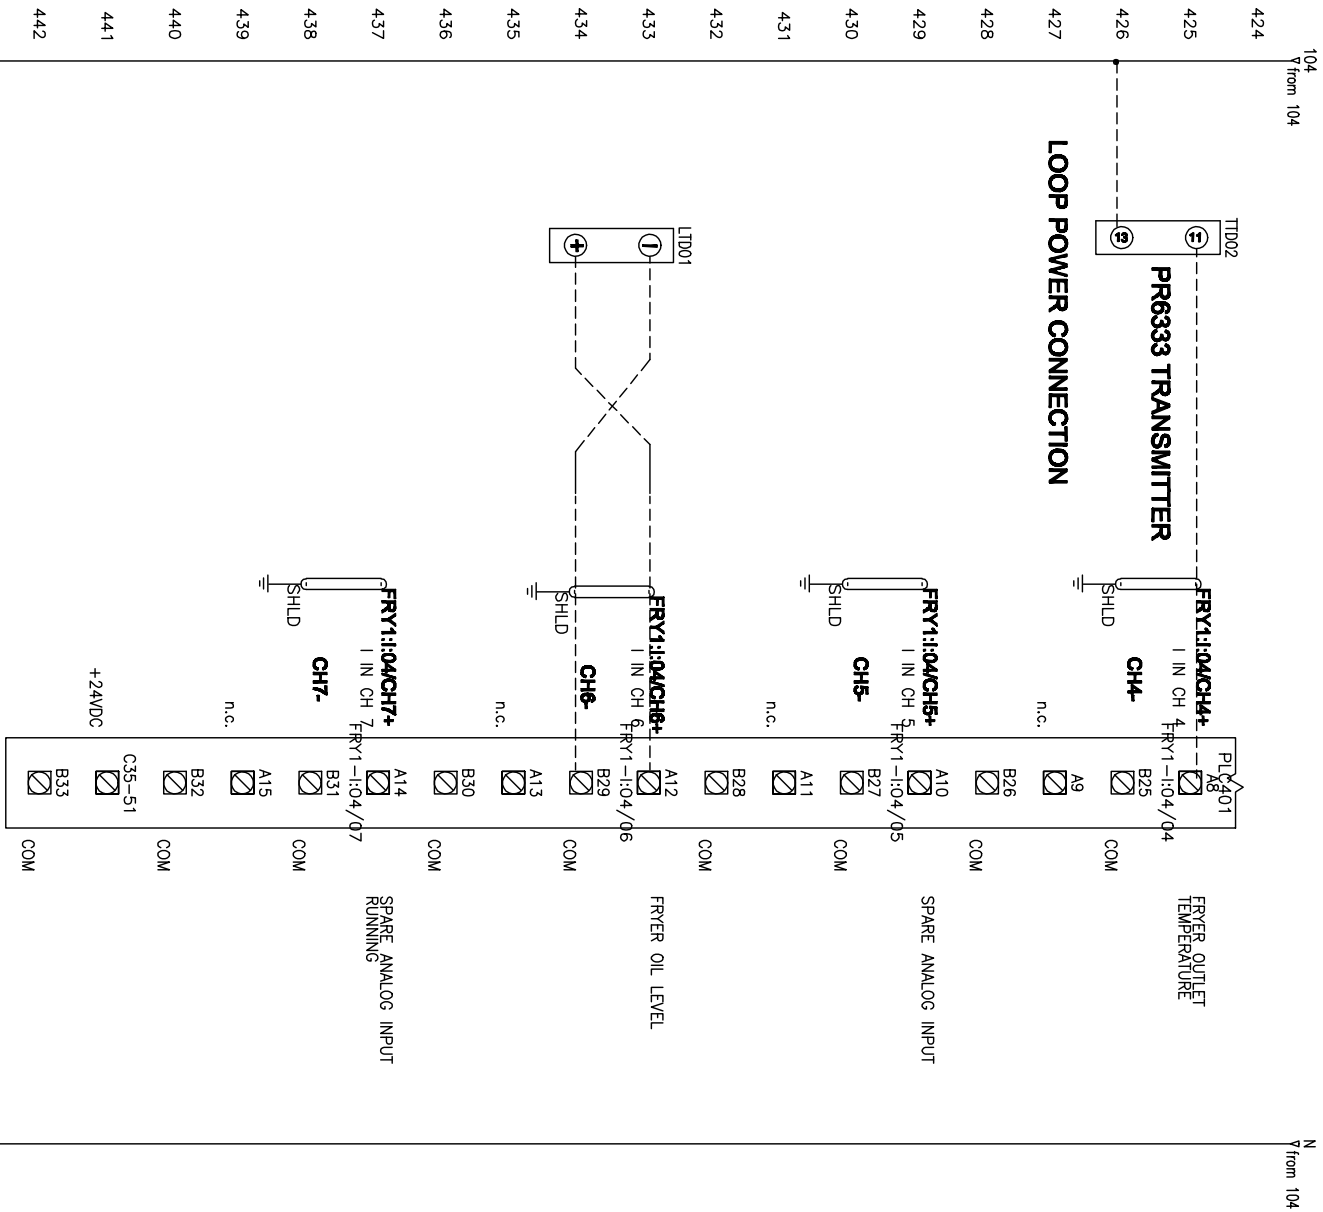 104
from 104
424
425
426
427
428
429
430
431
432
433
434
435
436
437
438
439
440
441
442
TTD02
11
13
PR6333 TRANSMITTER
LOOP POWER CONNECTION
LTD01
−
+
FRY1:I:04/CH4+
I IN CH 4
CH4-
SHLD
n.c.
FRY1:I:04/CH5+
I IN CH 5
CH5-
SHLD
n.c.
FRY1:I:04/CH6+
I IN CH 6
CH6-
SHLD
n.c.
FRY1:I:04/CH7+
I IN CH 7
CH7-
SHLD
n.c.
+24VDC
PLC401
A8
FRY1-I:04/04
B25
A9
B26
A10
FRY1-I:04/05
B27
A11
B28
A12
FRY1-I:04/06
B29
A13
B30
A14
FRY1-I:04/07
B31
A15
B32
C35-51
B33
COM
COM
COM
COM
COM
COM
COM
COM
COM
FRYER OUTLET
TEMPERATURE
SPARE ANALOG INPUT
FRYER OIL LEVEL
SPARE ANALOG INPUT
RUNNING
N
from 104